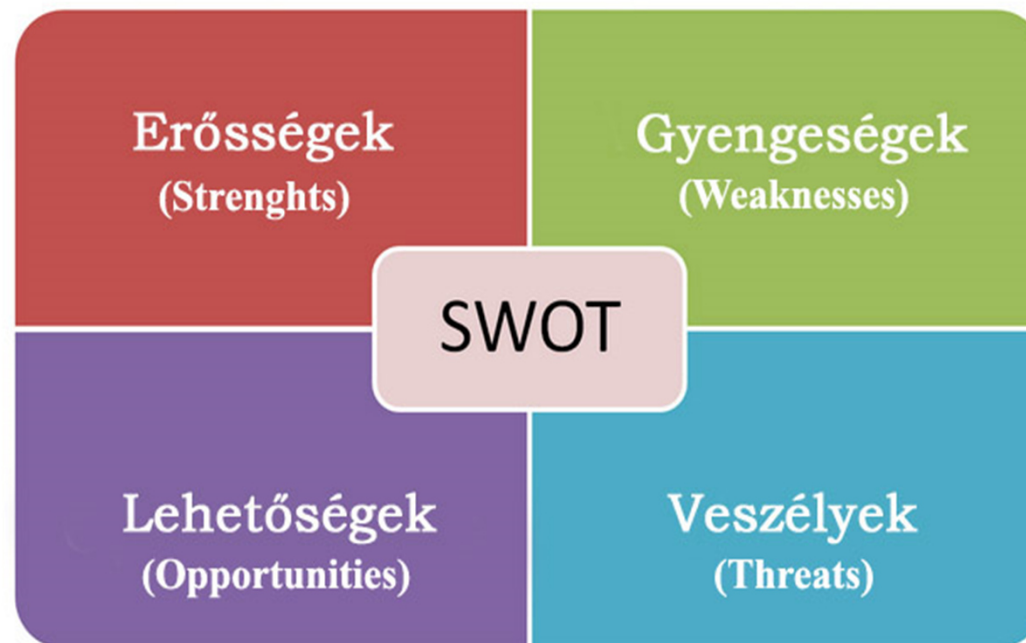 Erősségek
(Strenghts)
Gyengeségek
(Weaknesses)
SWOT
Lehetőségek
(Opportunities)
Veszélyek
(Threats)